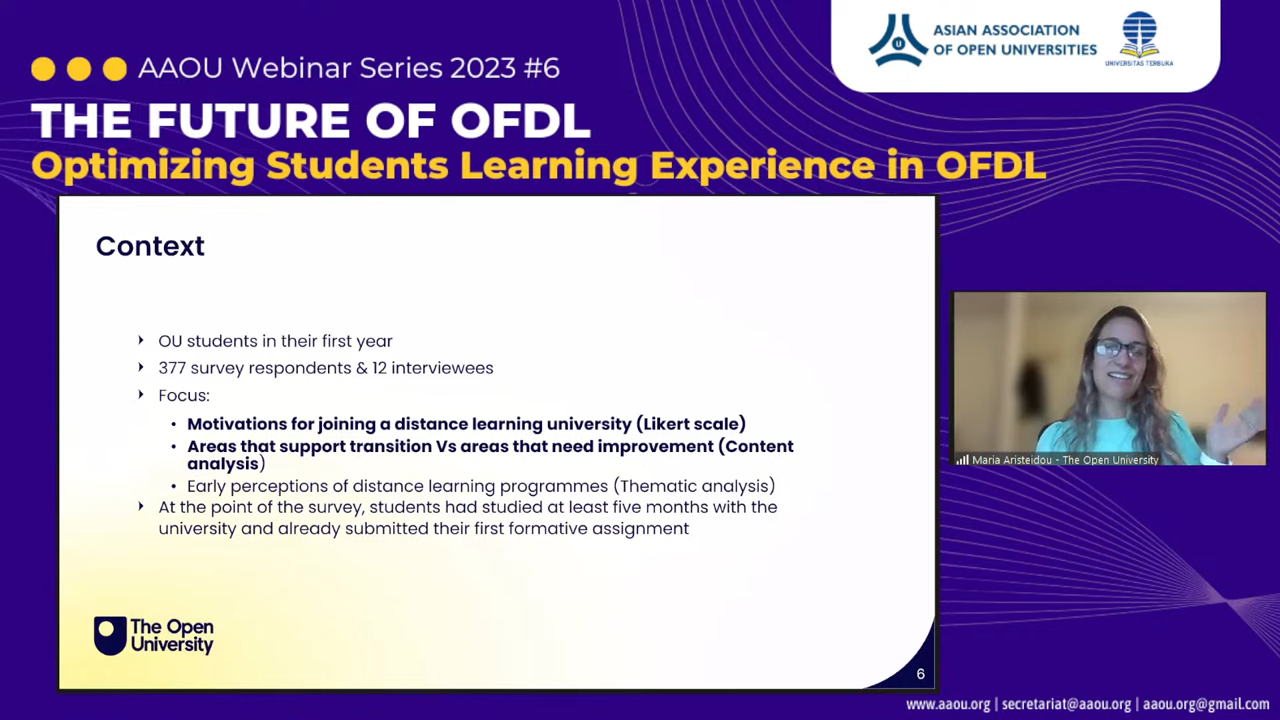 ASIAN ASSOCIATION
OF OPEN UNIVERSITIES
U
UNIVERSITAS TERBUKA
AAOU Webinar Series 2023 #6
THE FUTURE OF OFDL
Optimizing Students Learning Experience in OFDL
Context
OU students in their first year
377 survey respondents & 12 interviewees
Focus:
• Motivations for joining a distance learning university (Likert scale)
• Areas that support transition Vs areas that need improvement (Content
analysis)
• Early perceptions of distance learning programmes (Thematic analysis)
At the point of the survey, students had studied at least five months with the
university and already submitted their first formative assignment
The Open
University
6
Maria Aristeidou - The Open University
www.aaou.org | secretariat@aaou.org | aaou.org@gmail.com